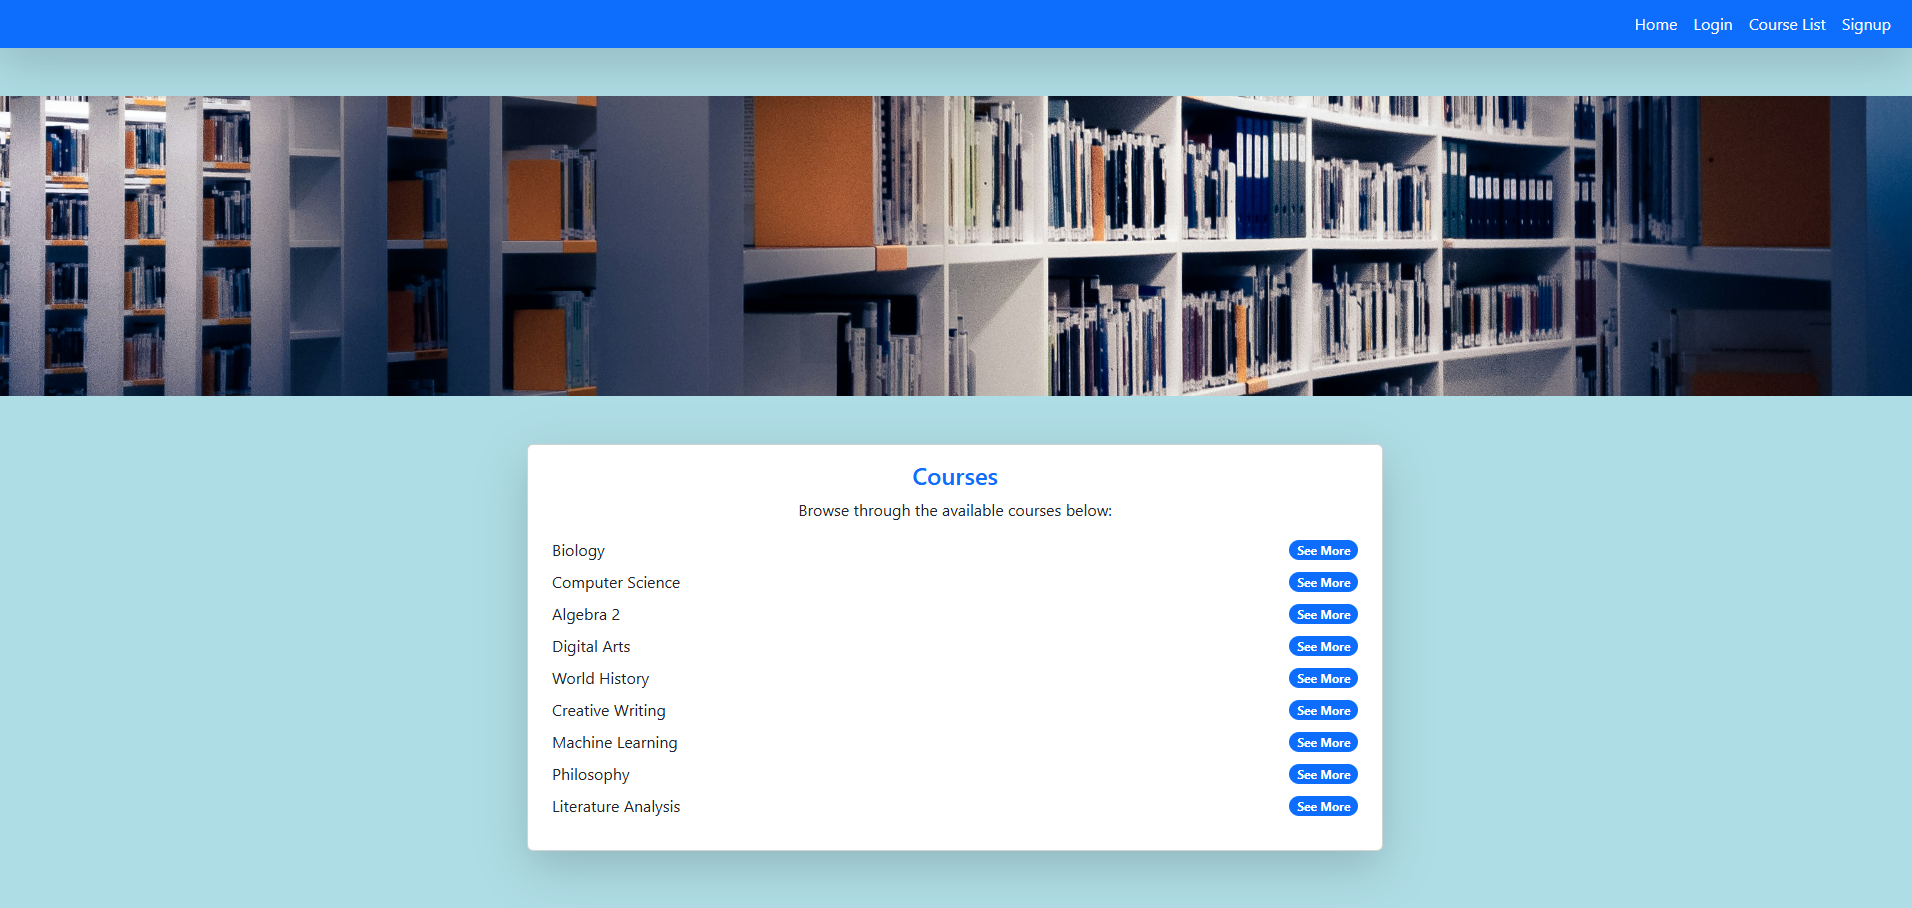 Home Login Course List Signup
Courses
Browse through the available courses below:
Biology See More
Computer Science See More
Algebra 2 See More
Digital Arts See More
World History See More
Creative Writing See More
Machine Learning See More
Philosophy See More
Literature Analysis See More